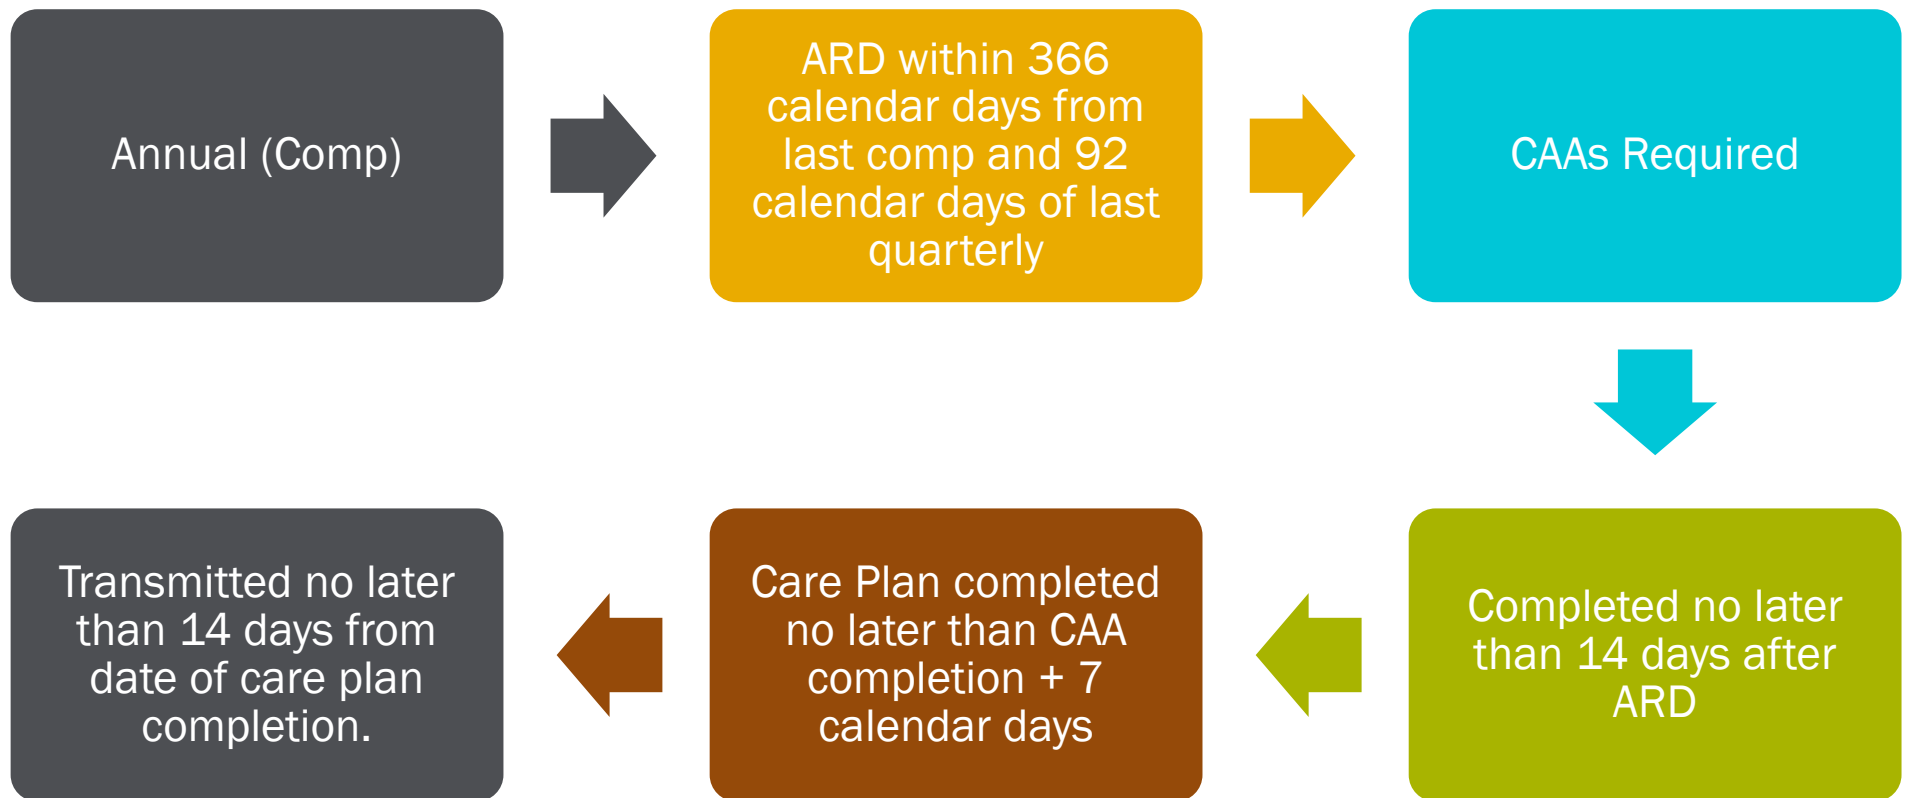 Annual (Comp)
ARD within 366
calendar days from
last comp and 92
calendar days of last
quarterly
CAAs Required
Completed no later
than 14 days after
ARD
Care Plan completed
no later than CAA
completion + 7
calendar days
Transmitted no later
than 14 days from
date of care plan
completion.